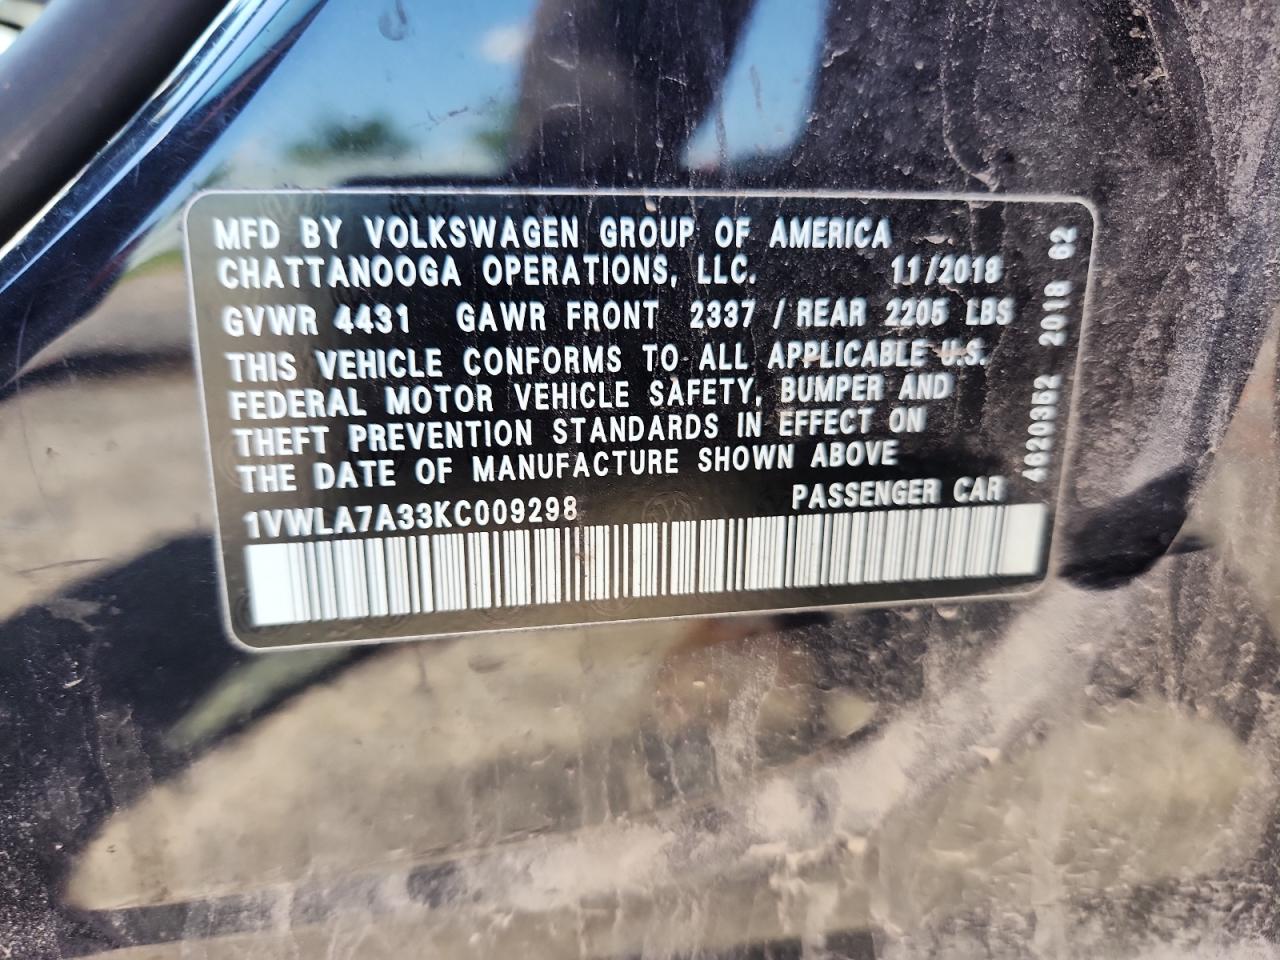 MFD BY VOLKSWAGEN GROUP OF AMERICA
CHATTANOOGA OPERATIONS, LLC. 11/2018
GVWR 4431 GAWR FRONT 2337 / REAR 2205 LBS
THIS VEHICLE CONFORMS TO ALL APPLICABLE U.S.
FEDERAL MOTOR VEHICLE SAFETY, BUMPER AND
THEFT PREVENTION STANDARDS IN EFFECT ON
THE DATE OF MANUFACTURE SHOWN ABOVE
1VWLA7A33KC009298 PASSENGER CAR
4620352 2018 62